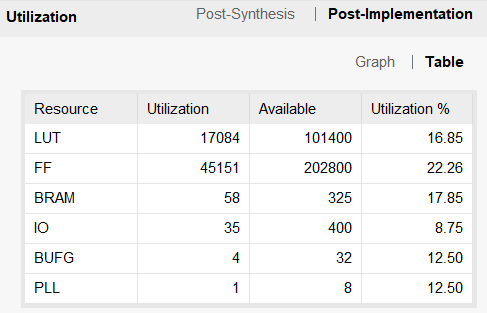 Utilization Post-Synthesis | Post-Implementation
Graph | Table
Resource Utilization Available Utilization %
LUT 17084 101400 16.85
FF 45151 202800 22.26
BRAM 58 325 17.85
IO 35 400 8.75
BUFG 4 32 12.50
PLL 1 8 12.50